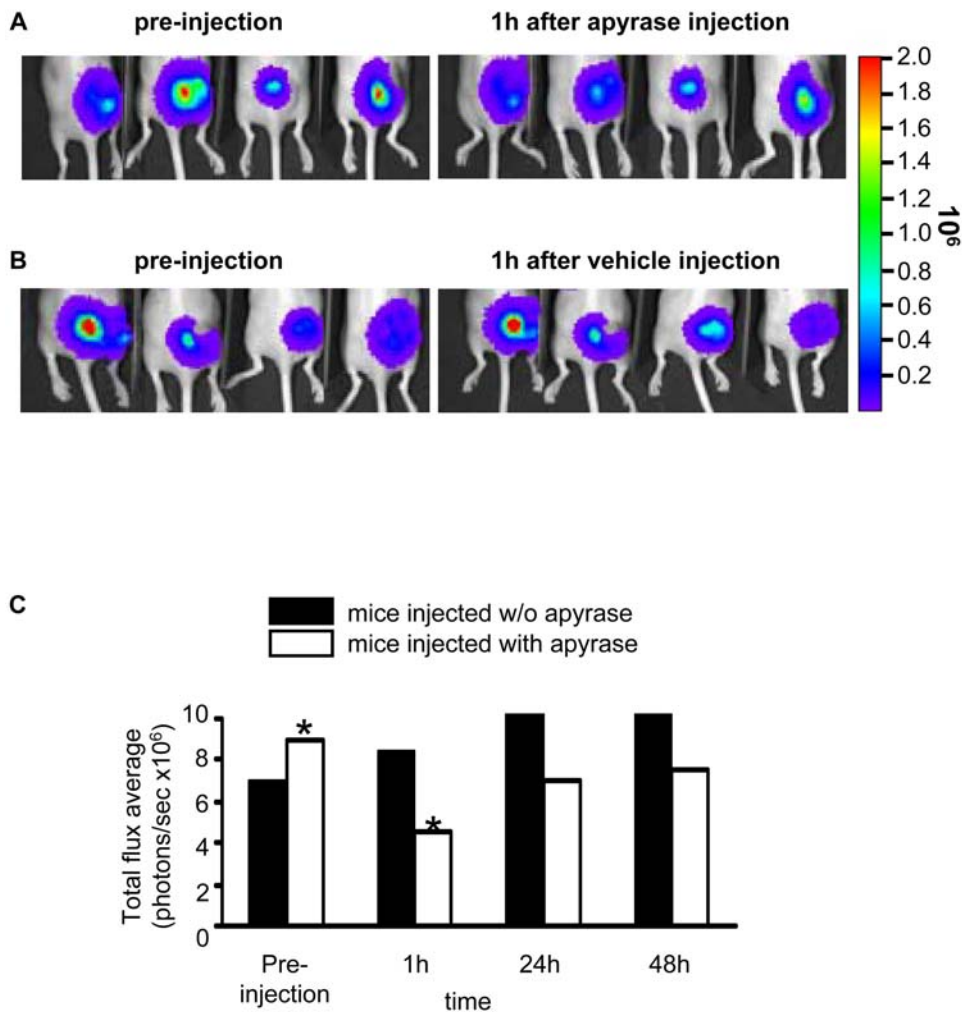 A
pre-injection
1h after apyrase injection
2.0
1.8
1.6
1.4
1.2
1.0
0.8
0.6
0.4
0.2
10⁶
B
pre-injection
1h after vehicle injection
C
mice injected w/o apyrase
mice injected with apyrase
Total flux average
(photons/sec x10⁶)
10
8
6
4
2
0
*
*
Pre-
injection
1h
24h
48h
time